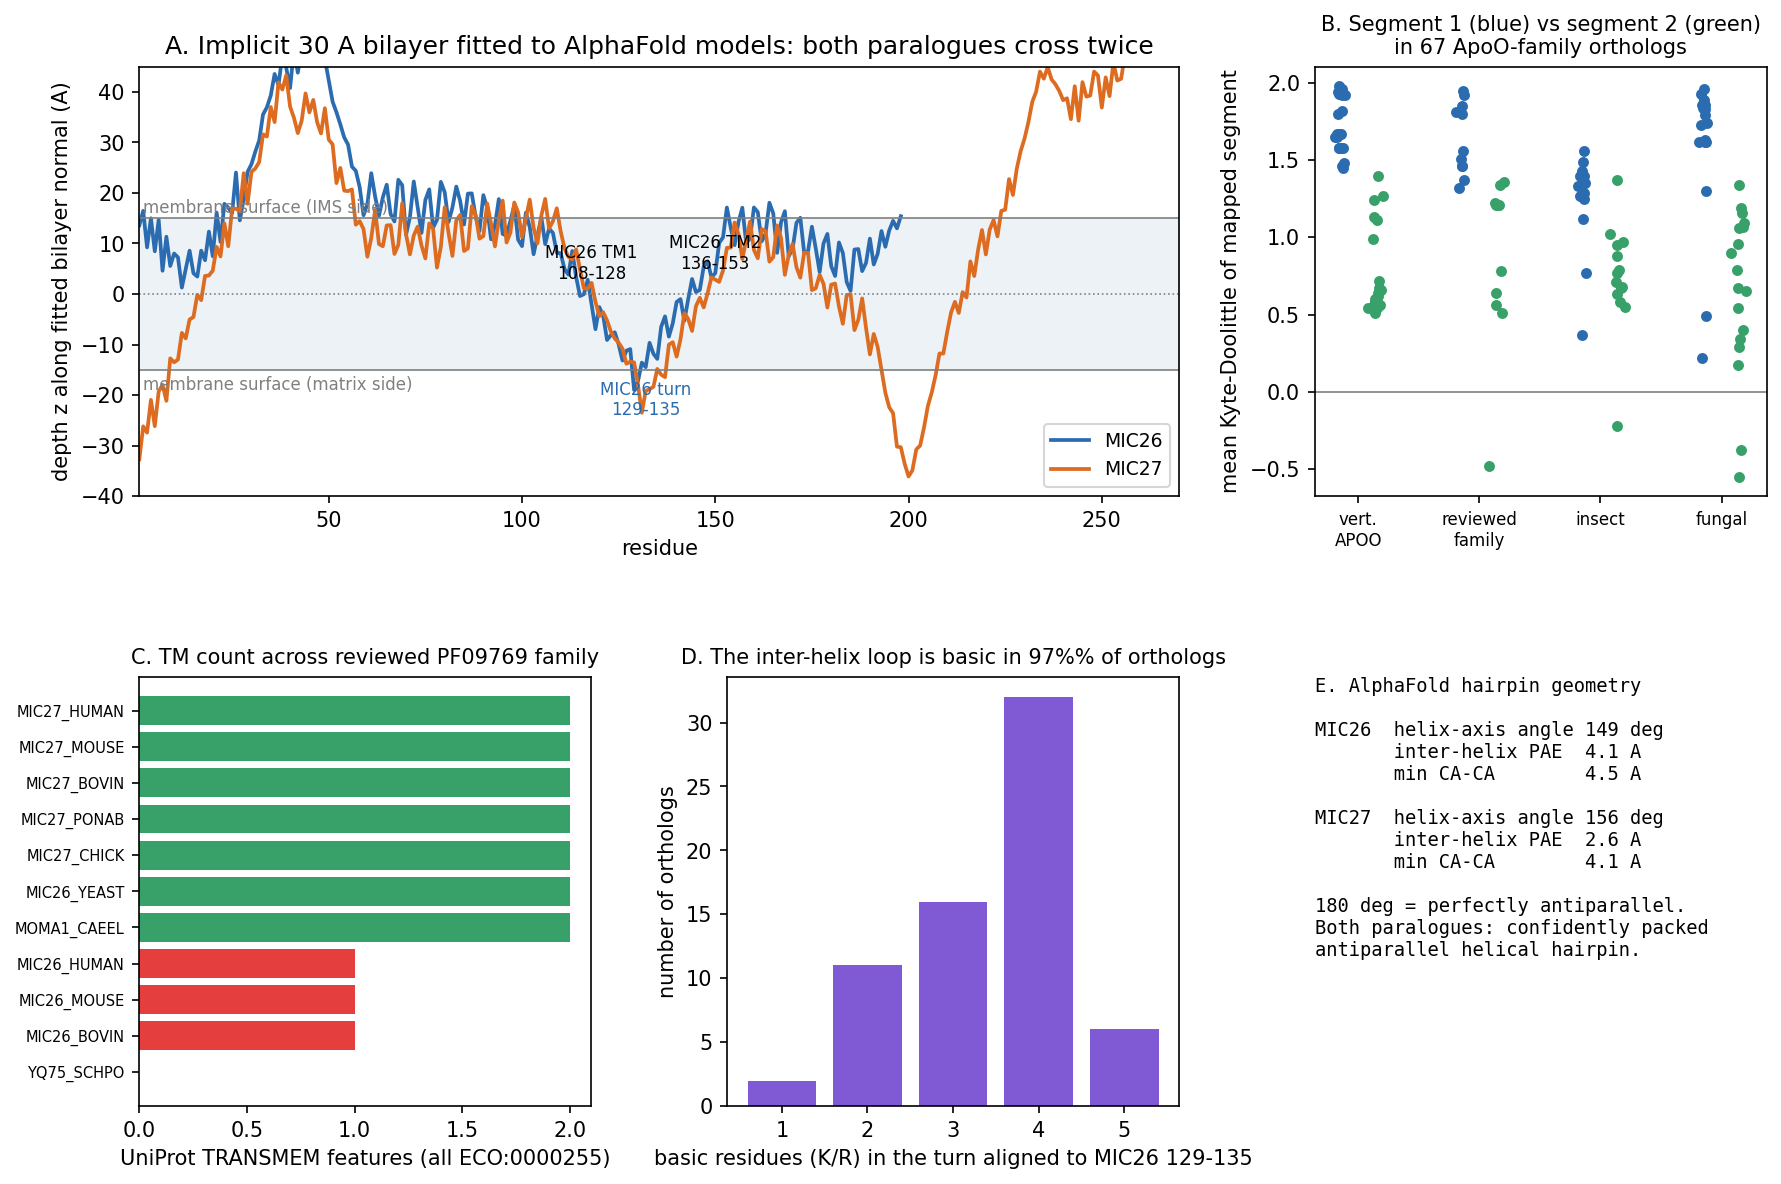 A. Implicit 30 A bilayer fitted to AlphaFold models: both paralogues cross twice
depth z along fitted bilayer normal (A)
40
30
20
10
0
−10
−20
−30
−40
membrane surface (IMS side)
membrane surface (matrix side)
MIC26 TM1
108-128
MIC26 TM2
136-153
MIC26 turn
129-135
MIC26
MIC27
50
100
150
200
250
residue
B. Segment 1 (blue) vs segment 2 (green)
in 67 ApoO-family orthologs
mean Kyte-Doolittle of mapped segment
2.0
1.5
1.0
0.5
0.0
−0.5
vert.
APOO
reviewed
family
insect
fungal
C. TM count across reviewed PF09769 family
MIC27_HUMAN
MIC27_MOUSE
MIC27_BOVIN
MIC27_PONAB
MIC27_CHICK
MIC26_YEAST
MOMA1_CAEEL
MIC26_HUMAN
MIC26_MOUSE
MIC26_BOVIN
YQ75_SCHPO
0.0
0.5
1.0
1.5
2.0
UniProt TRANSMEM features (all ECO:0000255)
D. The inter-helix loop is basic in 97%% of orthologs
number of orthologs
30
25
20
15
10
5
0
1
2
3
4
5
basic residues (K/R) in the turn aligned to MIC26 129-135
E. AlphaFold hairpin geometry
MIC26 helix-axis angle 149 deg
inter-helix PAE 4.1 A
min CA-CA 4.5 A
MIC27 helix-axis angle 156 deg
inter-helix PAE 2.6 A
min CA-CA 4.1 A
180 deg = perfectly antiparallel.
Both paralogues: confidently packed
antiparallel helical hairpin.